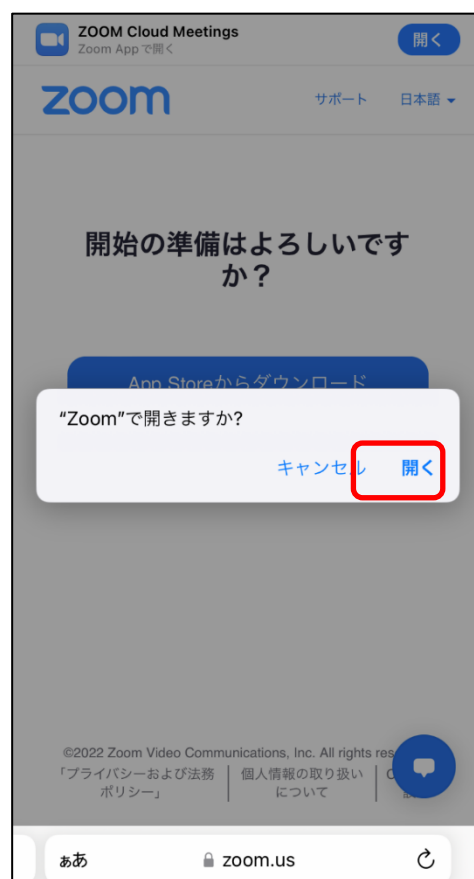 ZOOM Cloud Meetings
Zoom App で開く
開く
zoom
サポート 日本語
開始の準備はよろしいです
か？
App Storeからダウンロード
“Zoom”で開きますか?
キャンセル 開く
©2022 Zoom Video Communications, Inc. All rights res
「プライバシーおよび法務
ポリシー」
個人情報の取り扱い
について
ぁあ zoom.us